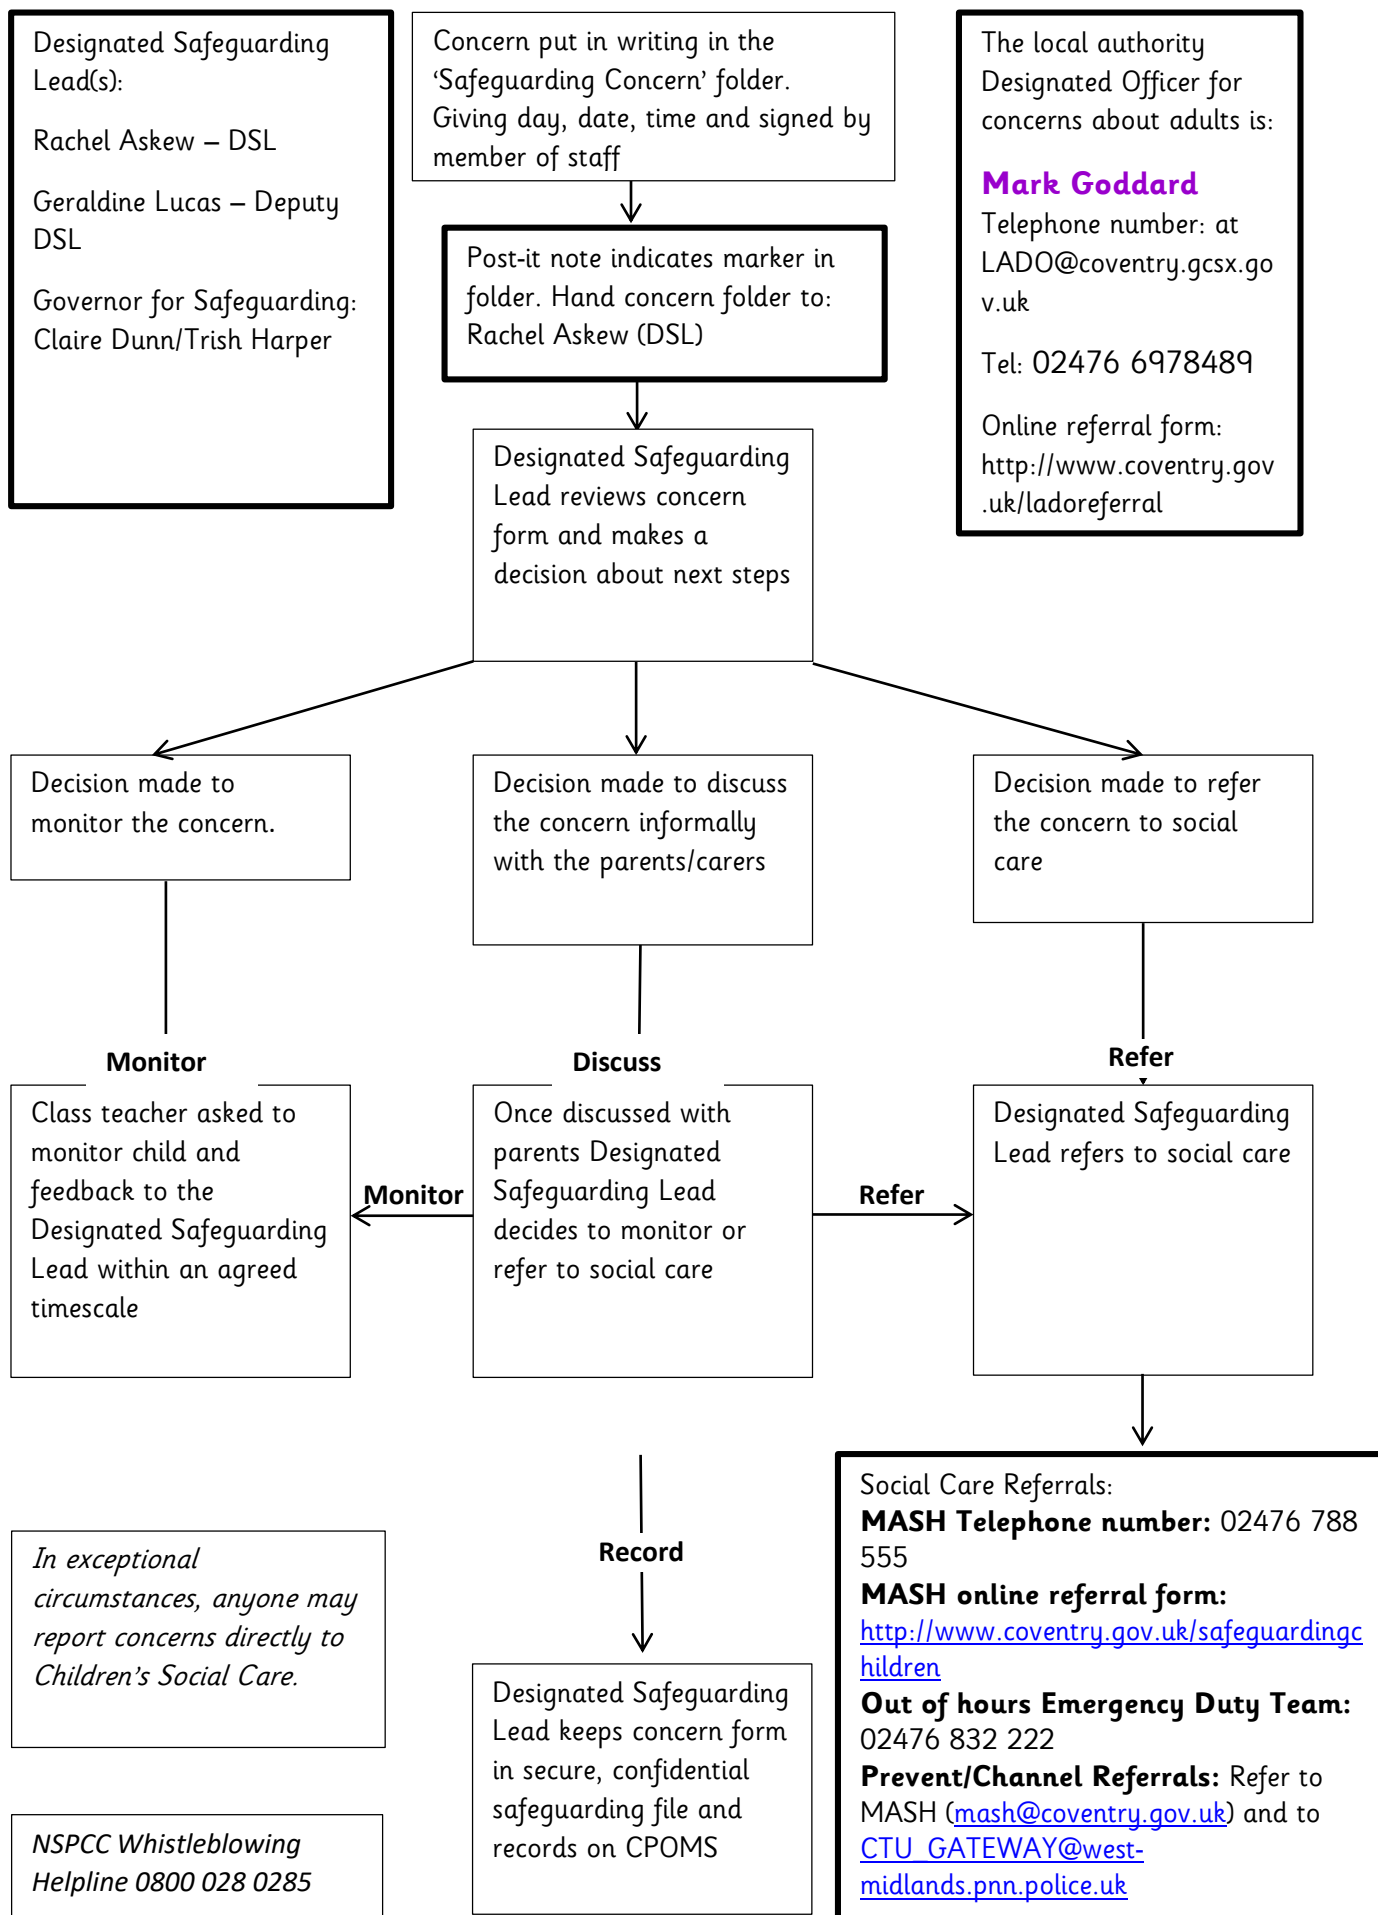 Designated Safeguarding
Lead(s):
Rachel Askew – DSL
Geraldine Lucas – Deputy
DSL
Governor for Safeguarding:
Claire Dunn/Trish Harper
Concern put in writing in the
‘Safeguarding Concern’ folder.
Giving day, date, time and signed by
member of staff
The local authority
Designated Officer for
concerns about adults is:
Mark Goddard
Telephone number: at
LADO@coventry.gcsx.go
v.uk
Tel: 02476 6978489
Online referral form:
http://www.coventry.gov
.uk/ladoreferral
Post-it note indicates marker in
folder. Hand concern folder to:
Rachel Askew (DSL)
Designated Safeguarding
Lead reviews concern
form and makes a
decision about next steps
Decision made to
monitor the concern.
Decision made to discuss
the concern informally
with the parents/carers
Decision made to refer
the concern to social
care
Monitor
Discuss
Refer
Class teacher asked to
monitor child and
feedback to the
Designated Safeguarding
Lead within an agreed
timescale
Monitor
Once discussed with
parents Designated
Safeguarding Lead
decides to monitor or
refer to social care
Refer
Designated Safeguarding
Lead refers to social care
In exceptional
circumstances, anyone may
report concerns directly to
Children’s Social Care.
Record
Social Care Referrals:
MASH Telephone number: 02476 788
555
MASH online referral form:
http://www.coventry.gov.uk/safeguardingc
hildren
Out of hours Emergency Duty Team:
02476 832 222
Prevent/Channel Referrals: Refer to
MASH (mash@coventry.gov.uk) and to
CTU_GATEWAY@west-
midlands.pnn.police.uk
Designated Safeguarding
Lead keeps concern form
in secure, confidential
safeguarding file and
records on CPOMS
NSPCC Whistleblowing
Helpline 0800 028 0285